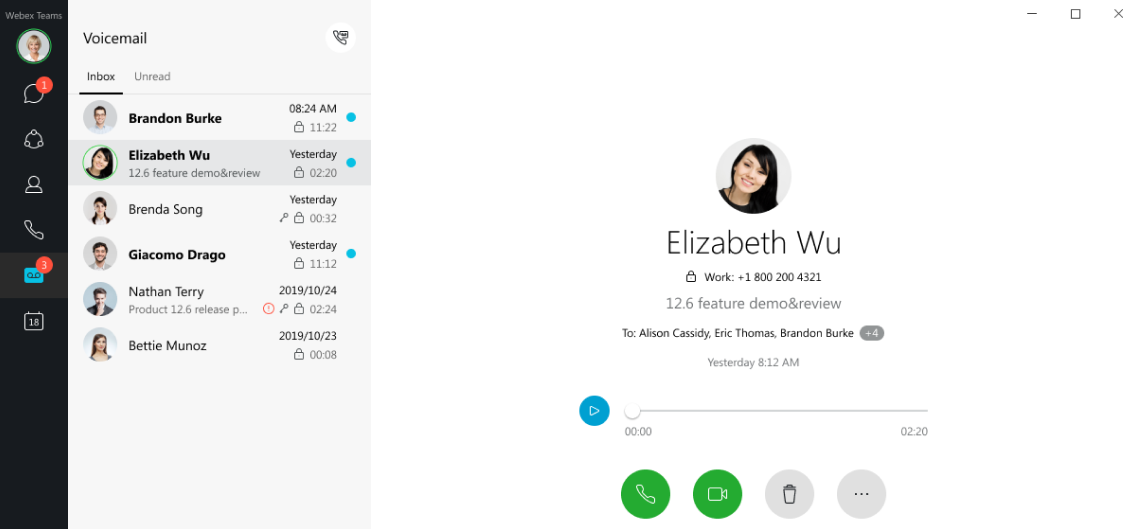 Webex Teams
1
3
18
Voicemail
Inbox Unread
Brandon Burke 08:24 AM
11:22
Elizabeth Wu Yesterday
12.6 feature demo&review 02:20
Brenda Song Yesterday
00:32
Giacomo Drago Yesterday
11:12
Nathan Terry 2019/10/24
Product 12.6 release p... 02:24
Bettie Munoz 2019/10/23
00:08
Elizabeth Wu
Work: +1 800 200 4321
12.6 feature demo&review
To: Alison Cassidy, Eric Thomas, Brandon Burke +4
Yesterday 8:12 AM
00:00 02:20